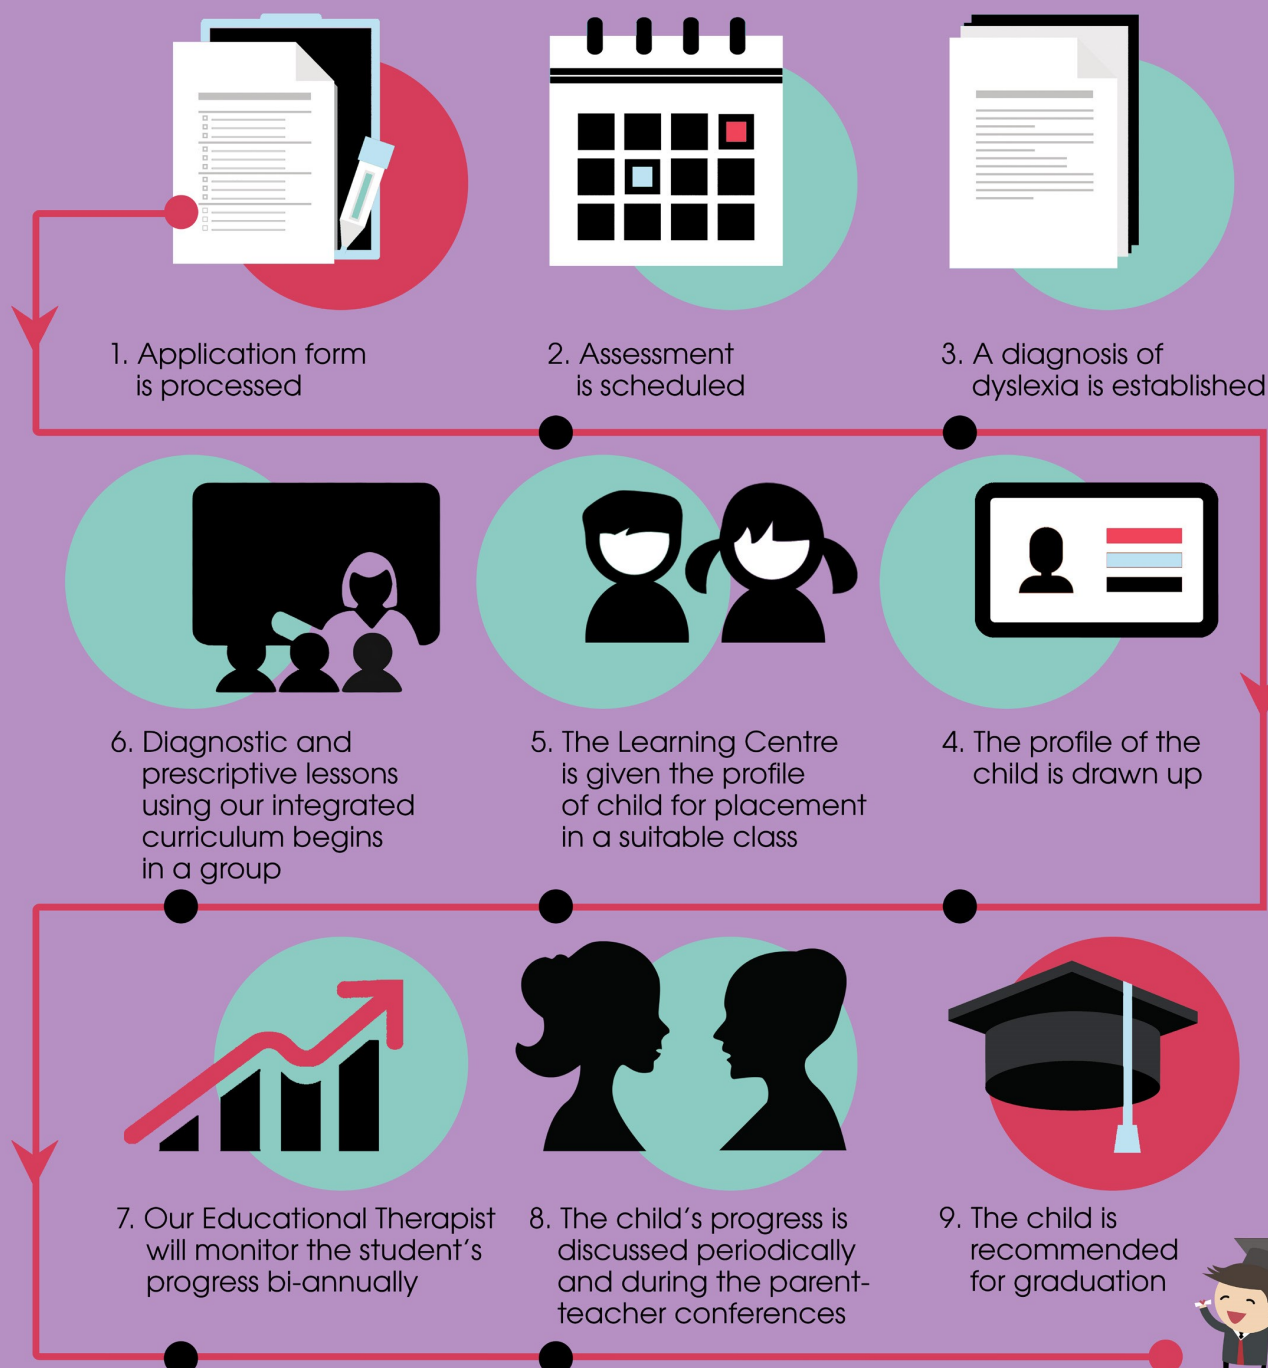 1. Application form
is processed
2. Assessment
is scheduled
3. A diagnosis of
dyslexia is established
4. The profile of the
child is drawn up
5. The Learning Centre
is given the profile
of child for placement
in a suitable class
6. Diagnostic and
prescriptive lessons
using our integrated
curriculum begins
in a group
7. Our Educational Therapist
will monitor the student's
progress bi-annually
8. The child's progress is
discussed periodically
and during the parent-
teacher conferences
9. The child is
recommended
for graduation